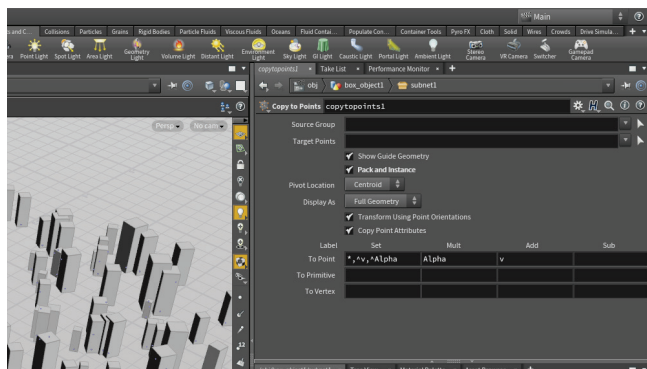 Main
s and C...
Collisions Particles Grains Rigid Bodies Particle Fluids Viscous Fluids Oceans Fluid Contai... Populate Con... Container Tools Pyro FX Cloth Solid Wires Crowds Drive Simula...
Point Light Spot Light Area Light Geometry Light Volume Light Distant Light Environment Light Sky Light GI Light Caustic Light Portal Light Ambient Light Stereo Camera VR Camera Switcher Gamepad Camera
copytopoints1 Take List Performance Monitor
obj box_object1 subnet1
Copy to Points copytopoints1
Persp No cam
Source Group
Target Points
Show Guide Geometry
Pack and Instance
Pivot Location Centroid
Display As Full Geometry
Transform Using Point Orientations
Copy Point Attributes
Label Set Mult Add Sub
To Point *,^v,^Alpha Alpha v
To Primitive
To Vertex
12